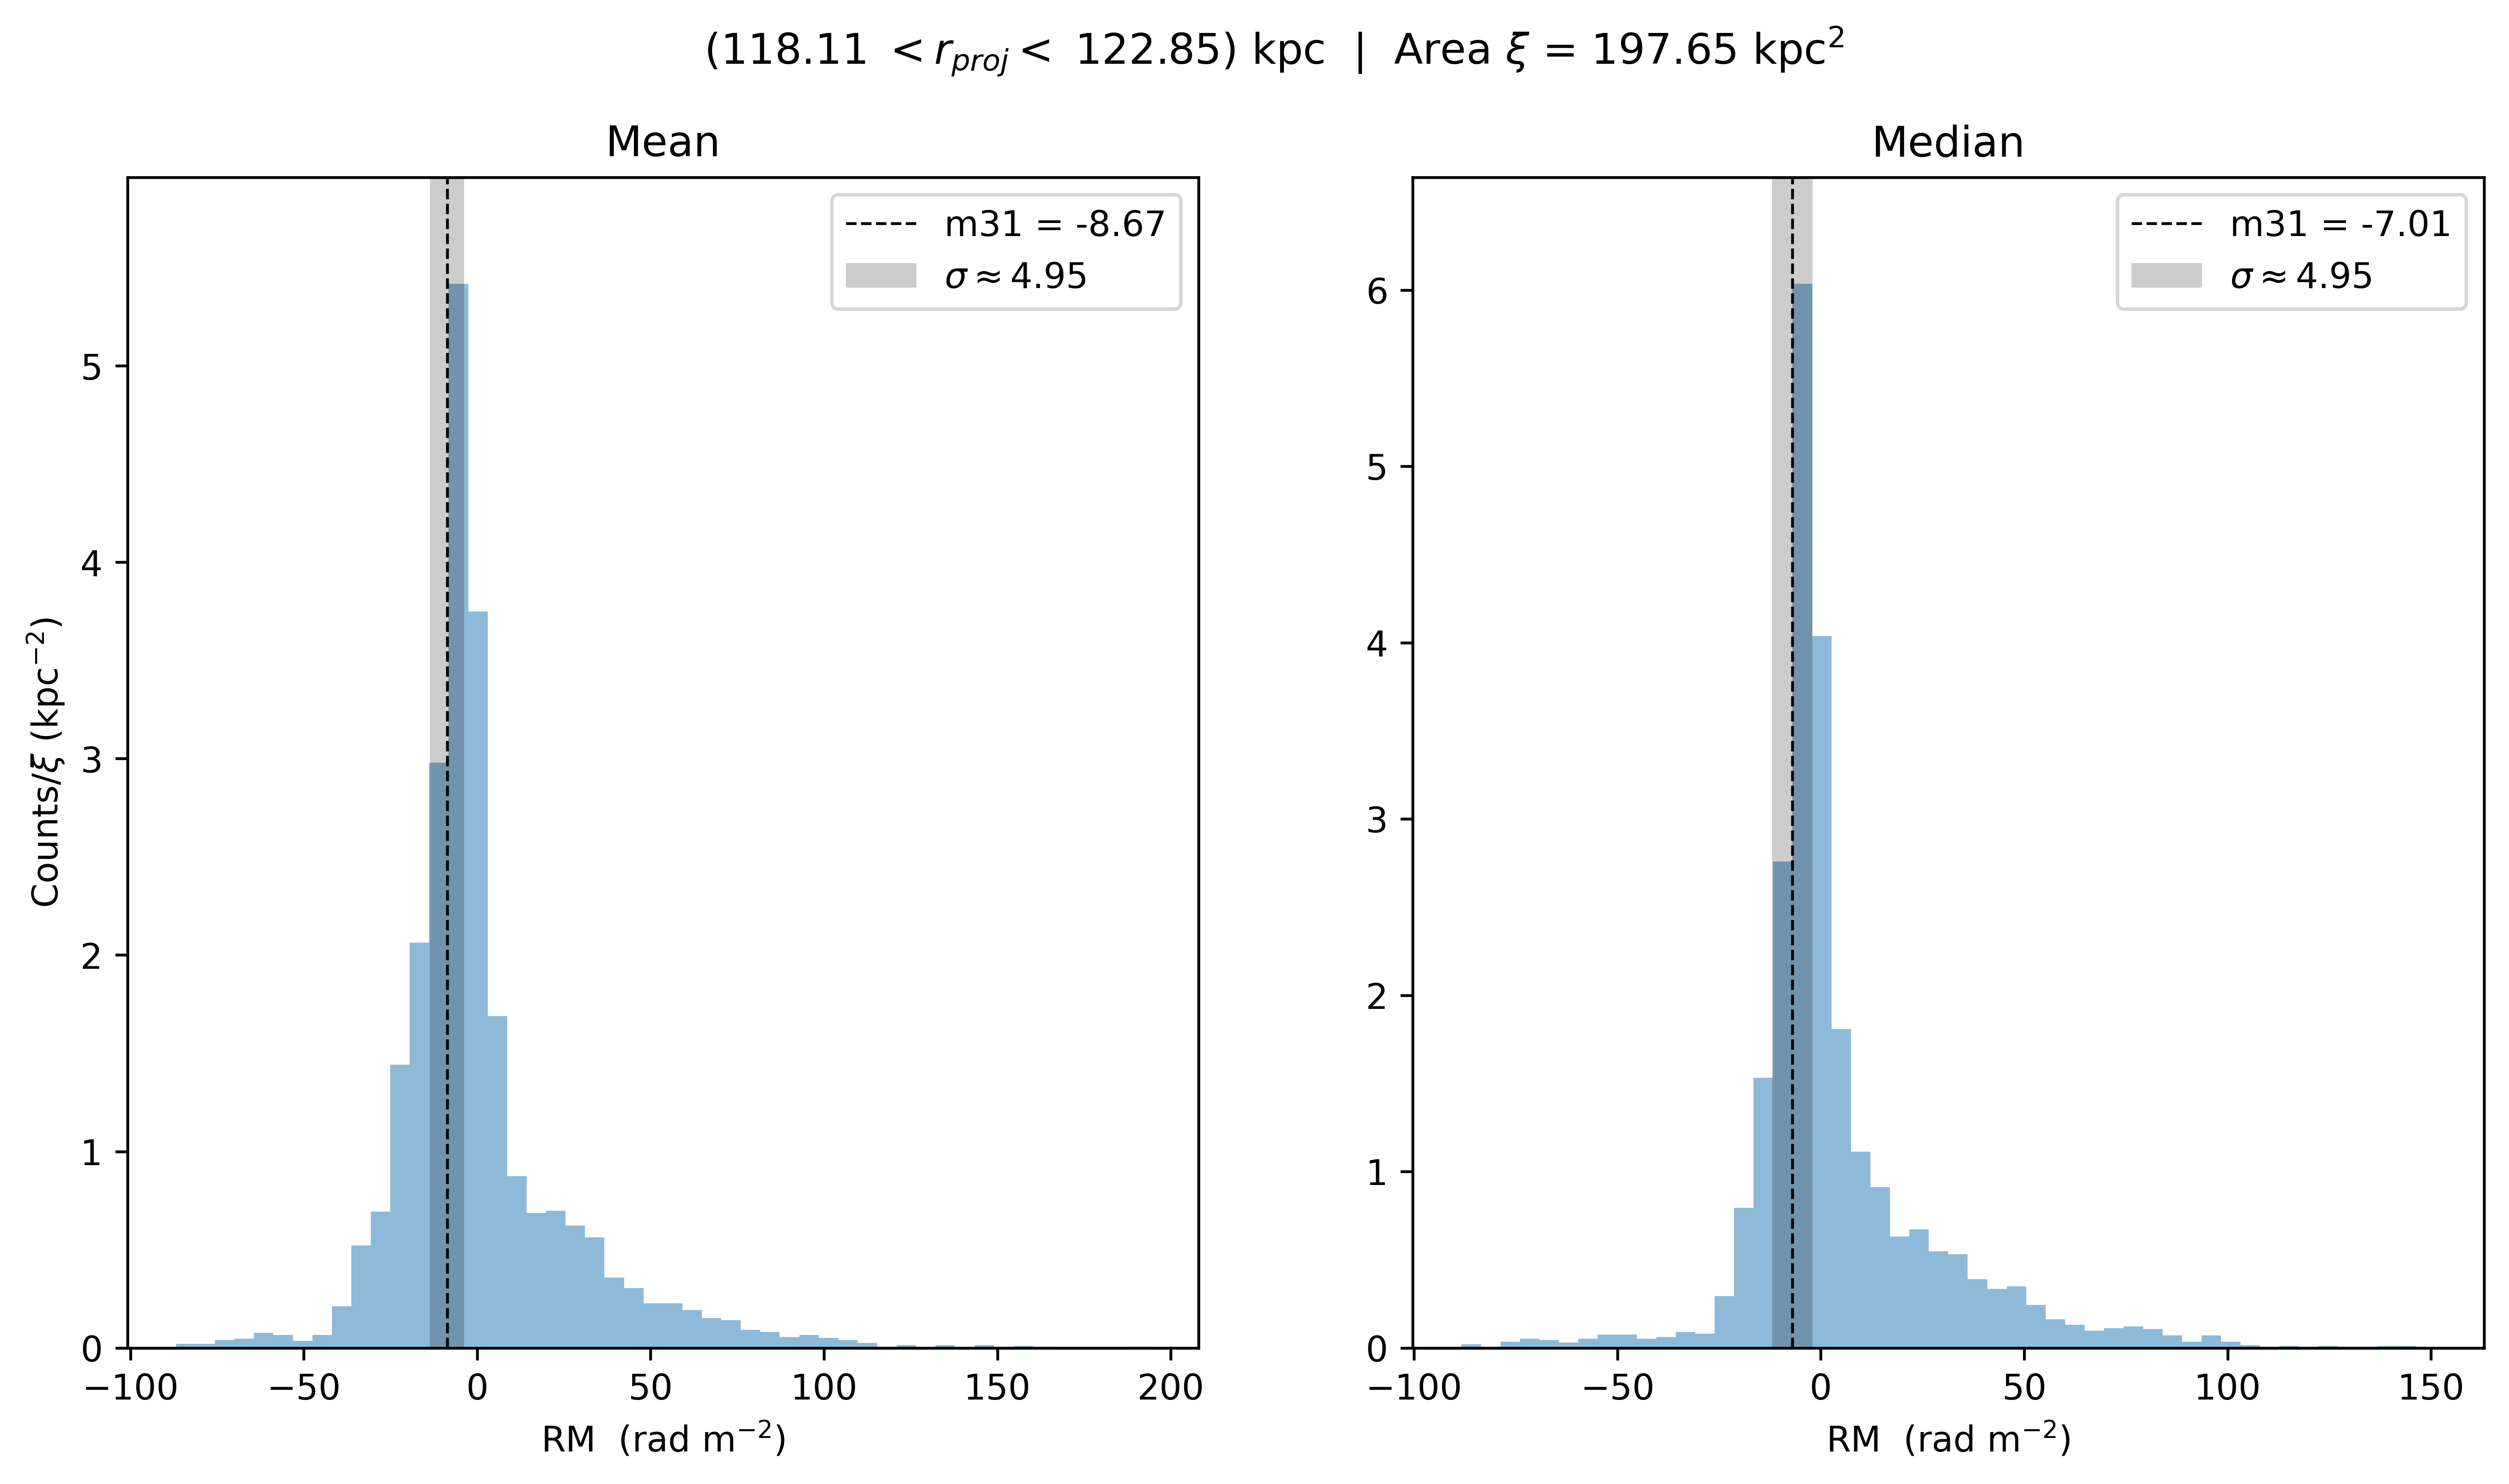 (118.11 < r_proj < 122.85) kpc | Area ξ = 197.65 kpc²
Mean
m31 = -8.67
σ ≈ 4.95
5
4
3
2
1
0
Counts/ξ (kpc⁻²)
−100 −50 0 50 100 150 200
RM (rad m⁻²)
Median
m31 = -7.01
σ ≈ 4.95
6
5
4
3
2
1
0
−100 −50 0 50 100 150
RM (rad m⁻²)